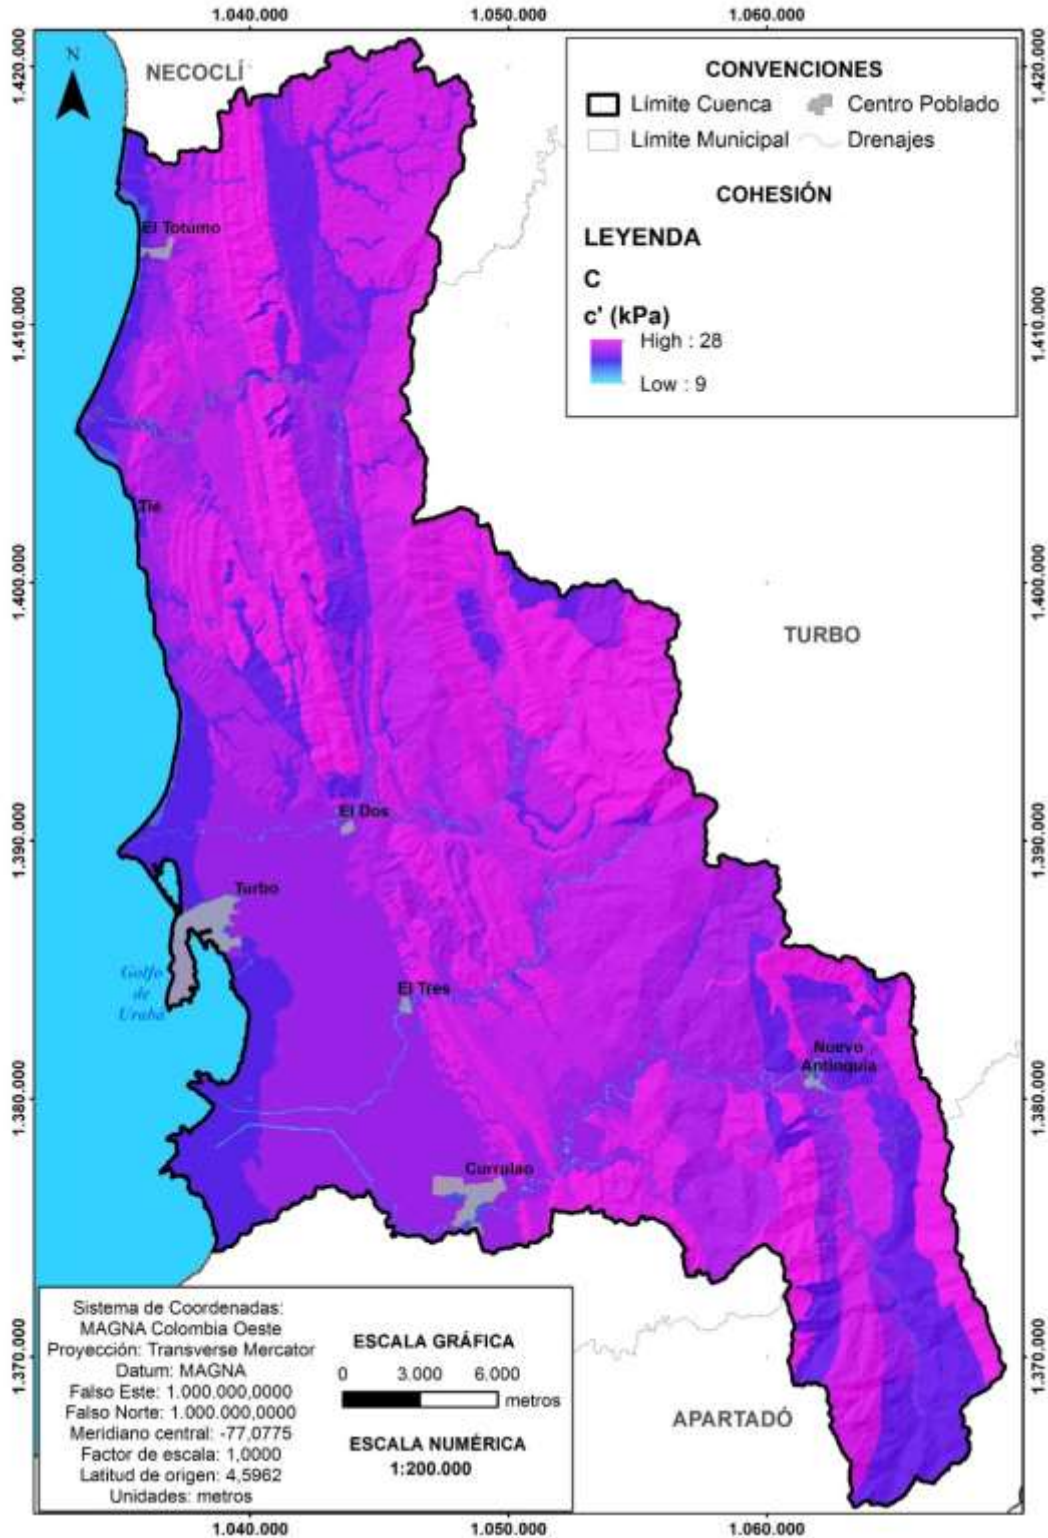 1.040.000 1.050.000 1.060.000
1.420.000
1.420.000
N
NECOCLÍ
CONVENCIONES
Límite Cuenca Centro Poblado
Límite Municipal Drenajes
COHESIÓN
LEYENDA
C
c' (kPa)
High : 28
Low : 9
El Totumo
1.410.000
1.410.000
Tie
1.400.000
1.400.000
TURBO
El Dos
1.390.000
1.390.000
Turbo
Golfo
de
Urabá
El Tres
Nuevo
Antioquia
1.380.000
1.380.000
Currulao
1.370.000
1.370.000
APARTADÓ
Sistema de Coordenadas:
MAGNA Colombia Oeste
Proyección: Transverse Mercator
Datum: MAGNA
Falso Este: 1.000.000,0000
Falso Norte: 1.000.000,0000
Meridiano central: -77,0775
Factor de escala: 1,0000
Latitud de origen: 4,5962
Unidades: metros
ESCALA GRÁFICA
0 3.000 6.000
metros
ESCALA NUMÉRICA
1:200.000
1.040.000 1.050.000 1.060.000